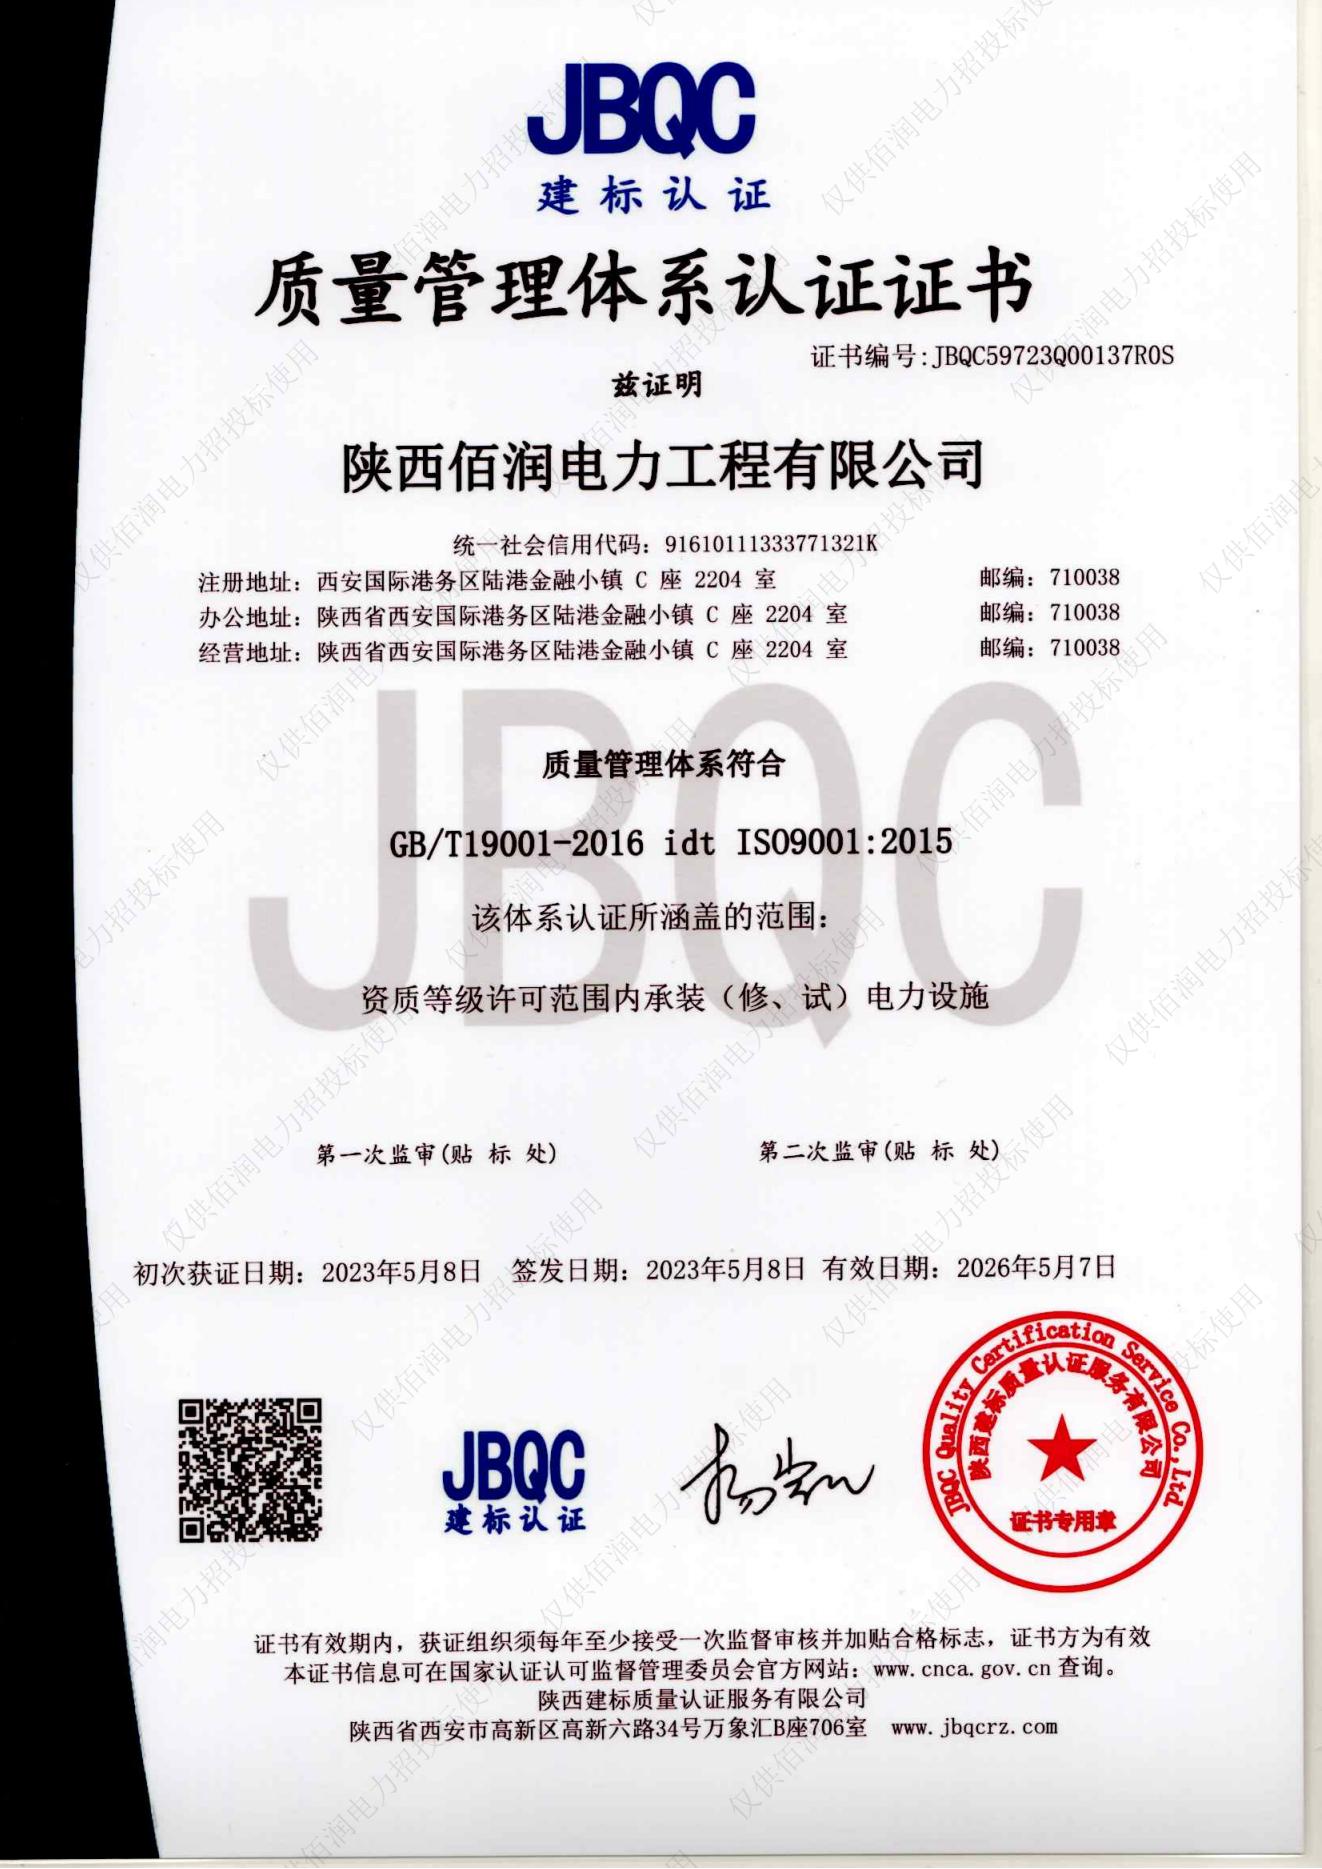 JBQC
建标认证
质量管理体系认证证书
证书编号:JBQC59723Q00137R0S
兹证明
陕西佰润电力工程有限公司
统一社会信用代码：91610111333771321K
注册地址：西安国际港务区陆港金融小镇 C 座 2204 室 邮编：710038
办公地址：陕西省西安国际港务区陆港金融小镇 C 座 2204 室 邮编：710038
经营地址：陕西省西安国际港务区陆港金融小镇 C 座 2204 室 邮编：710038
JBQC
质量管理体系符合
GB/T19001-2016 idt ISO9001:2015
该体系认证所涵盖的范围：
资质等级许可范围内承装（修、试）电力设施
第一次监审(贴 标 处) 第二次监审(贴 标 处)
初次获证日期：2023年5月8日 签发日期：2023年5月8日 有效日期：2026年5月7日
JBQC
建标认证
JBQC Quality Certification Service Co.,Ltd.
陕西建标质量认证服务有限公司
证书专用章
证书有效期内，获证组织须每年至少接受一次监督审核并加贴合格标志，证书方为有效
本证书信息可在国家认证认可监督管理委员会官方网站：www.cnca.gov.cn 查询。
陕西建标质量认证服务有限公司
陕西省西安市高新区高新六路34号万象汇B座706室 www.jbqcrz.com
仅供佰润电力招投标使用